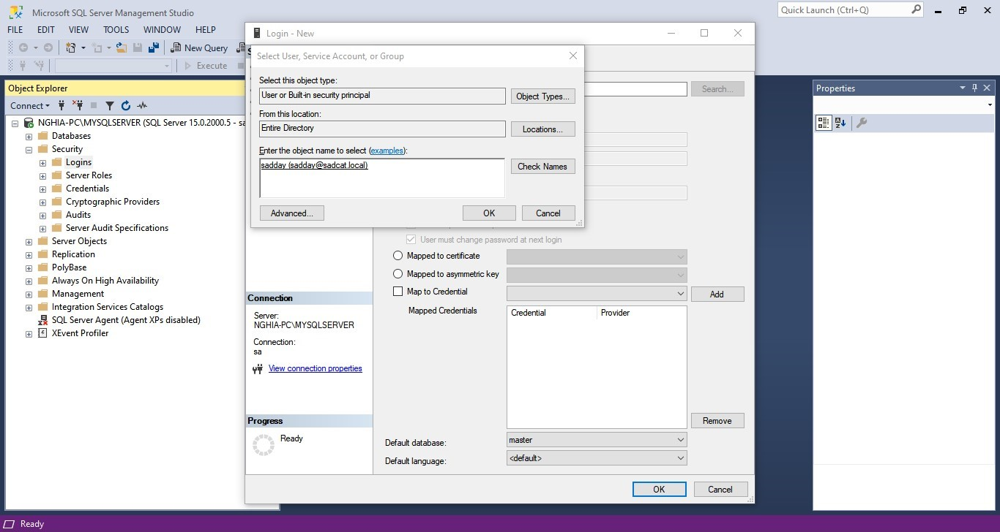 Microsoft SQL Server Management Studio
Quick Launch (Ctrl+Q)
FILE EDIT VIEW TOOLS WINDOW HELP
New Query
Execute
Object Explorer
Connect
NGHIA-PC\MYSQLSERVER (SQL Server 15.0.2000.5 - sa
Databases
Security
Logins
Server Roles
Credentials
Cryptographic Providers
Audits
Server Audit Specifications
Server Objects
Replication
PolyBase
Always On High Availability
Management
Integration Services Catalogs
SQL Server Agent (Agent XPs disabled)
XEvent Profiler
Login - New
Search...
Select User, Service Account, or Group
Select this object type:
User or Built-in security principal
Object Types...
From this location:
Entire Directory
Locations...
Enter the object name to select (examples):
sadday (sadday@sadcat.local)
Check Names
Advanced...
OK
Cancel
User must change password at next login
Mapped to certificate
Mapped to asymmetric key
Map to Credential
Add
Mapped Credentials
Credential Provider
Remove
Default database:
master
Default language:
<default>
Connection
Server:
NGHIA-PC\MYSQLSERVER
Connection:
sa
View connection properties
Progress
Ready
OK
Cancel
Properties
Ready